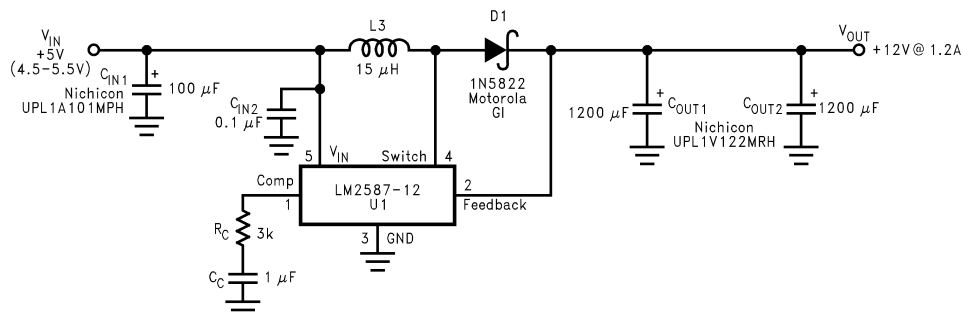 V_IN
+5V
(4.5-5.5V)
C_IN1
+
Nichicon
UPL1A101MPH
100 μF
C_IN2
0.1 μF
L3
15 μH
D1
1N5822
Motorola
GI
V_OUT
+12V@ 1.2A
1200 μF
+
C_OUT1
Nichicon
UPL1V122MRH
C_OUT2
+
1200 μF
5
V_IN
Switch
4
Comp
1
LM2587-12
U1
2
Feedback
3
GND
R_C
3k
C_C
1 μF